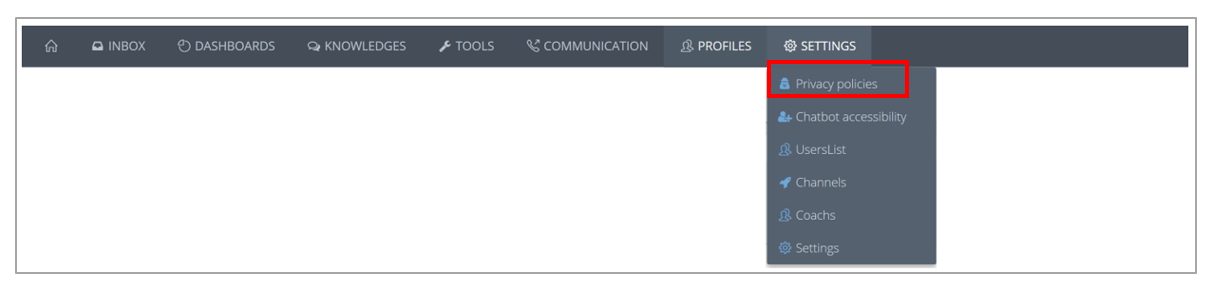 INBOX DASHBOARDS KNOWLEDGES TOOLS COMMUNICATION PROFILES SETTINGS
Privacy policies
Chatbot accessibility
UsersList
Channels
Coachs
Settings